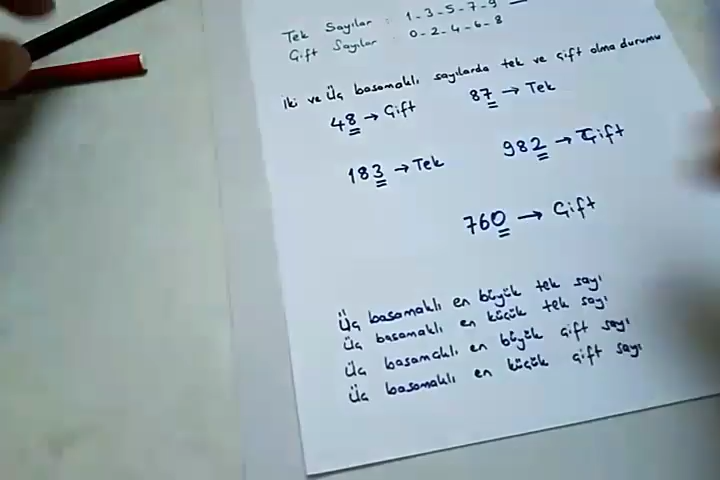 Tek Sayılar : 1-3-5-7-9
Çift Sayılar : 0-2-4-6-8
İki ve Üç basamaklı sayılarda tek ve çift olma durumu
48 → Çift 87 → Tek
183 → Tek 982 → Çift
760 → Çift
Üç basamaklı en büyük tek sayı
Üç basamaklı en küçük tek sayı
Üç basamaklı en büyük çift sayı
Üç basamaklı en küçük çift sayı